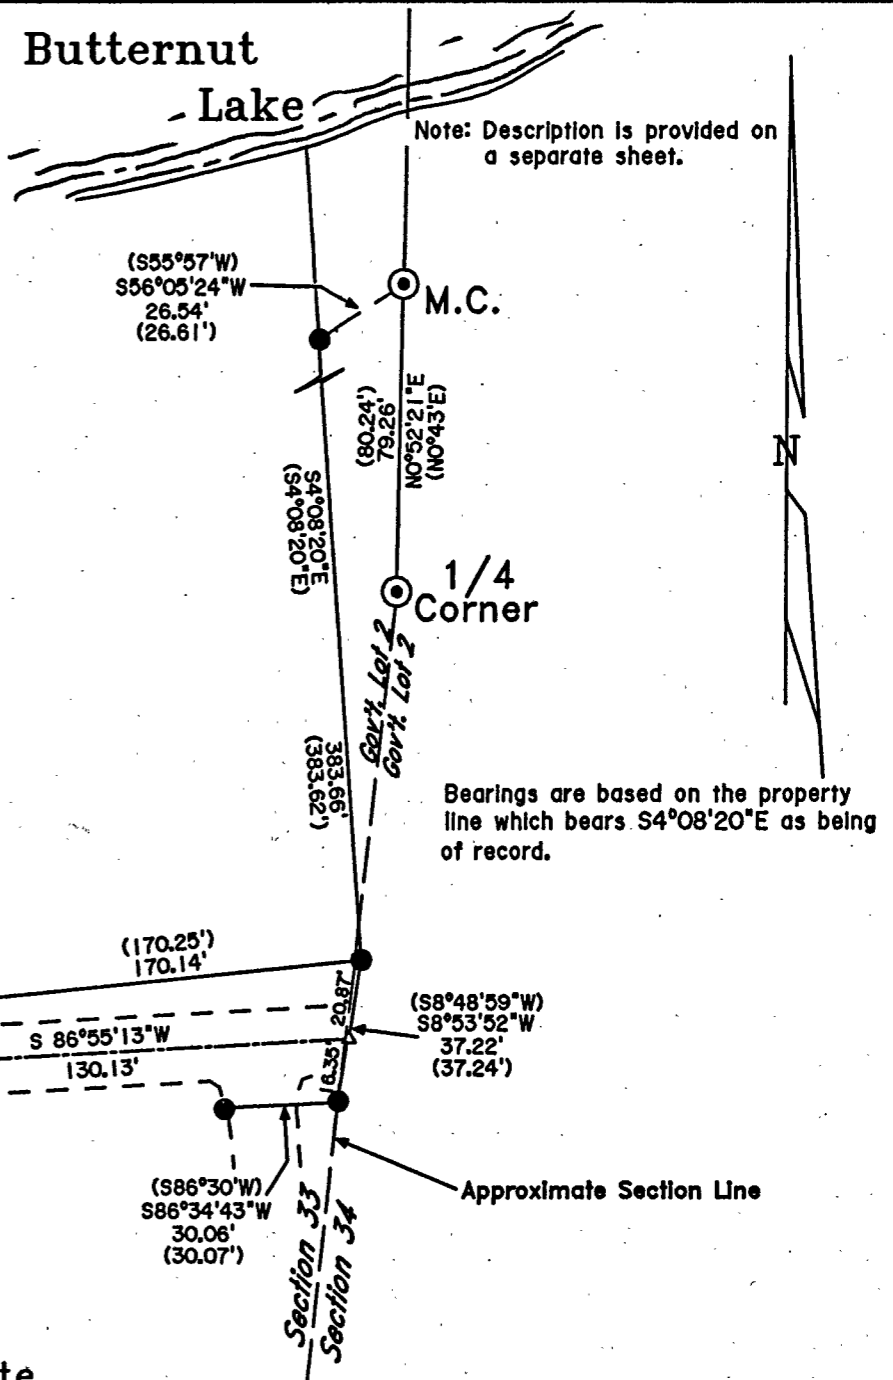 Butternut
Lake
Note: Description is provided on
a separate sheet.
(S55°57'W)
S56°05'24"W
26.54'
(26.61')
M.C.
(80.24')
79.26'
N0°52'21"E
(N0°43'E)
N
S4°08'20"E
(S4°08'20"E)
1/4
Corner
Gov't. Lot 2
Gov't. Lot 2
383.66'
(383.62')
Bearings are based on the property
line which bears S4°08'20"E as being
of record.
(170.25')
170.14'
20.87'
(S8°48'59"W)
S8°53'52"W
37.22'
(37.24')
S 86°55'13"W
130.13'
16.35'
(S86°30'W)
S86°34'43"W
30.06'
(30.07')
Approximate Section Line
Section 33
Section 34